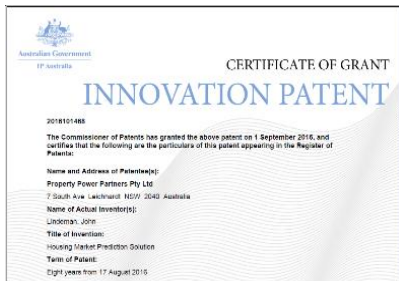 Australian Government
IP Australia
CERTIFICATE OF GRANT
INNOVATION PATENT
2016101468
The Commissioner of Patents has granted the above patent on 1 September 2016, and
certifies that the following are the particulars of this patent appearing in the Register of
Patents:
Name and Address of Patentee(s):
Property Power Partners Pty Ltd
7 South Ave Leichhardt NSW 2040 Australia
Name of Actual Inventor(s):
Lindeman, John
Title of Invention:
Housing Market Prediction Solution
Term of Patent:
Eight years from 17 August 2016